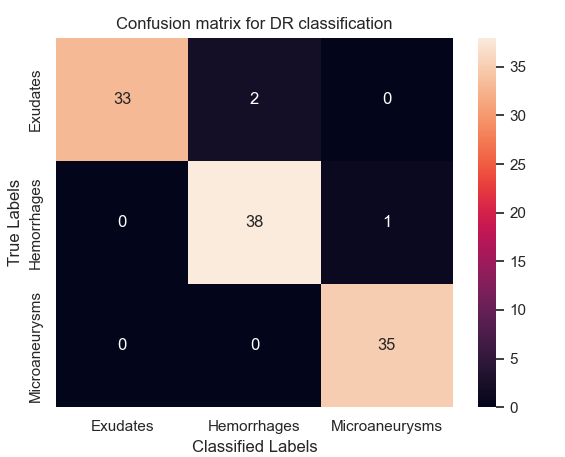 Confusion matrix for DR classification
True Labels
Exudates
Hemorrhages
Microaneurysms
33 2 0
0 38 1
0 0 35
Exudates Hemorrhages Microaneurysms
Classified Labels
35
30
25
20
15
10
5
0